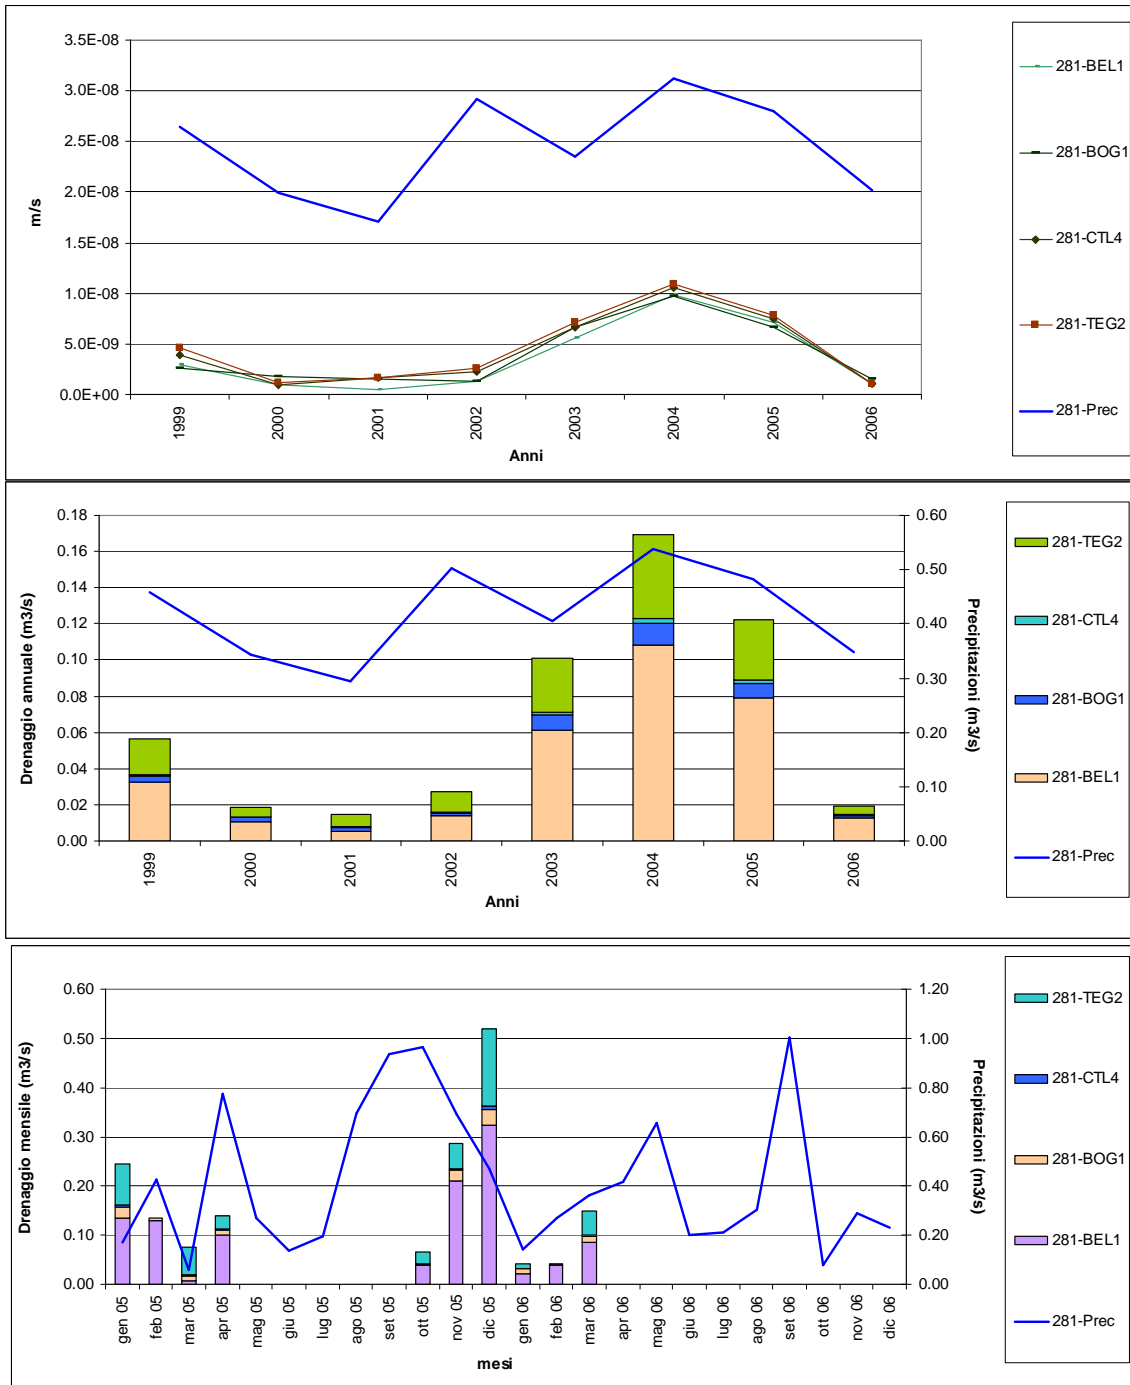 3.5E-08
3.0E-08
2.5E-08
2.0E-08
1.5E-08
1.0E-08
5.0E-09
0.0E+00
m/s
1999 2000 2001 2002 2003 2004 2005 2006
Anni
281-BEL1
281-BOG1
281-CTL4
281-TEG2
281-Prec
0.18
0.16
0.14
0.12
0.10
0.08
0.06
0.04
0.02
0.00
Drenaggio annuale (m3/s)
0.60
0.50
0.40
0.30
0.20
0.10
0.00
Precipitazioni (m3/s)
1999 2000 2001 2002 2003 2004 2005 2006
Anni
281-TEG2
281-CTL4
281-BOG1
281-BEL1
281-Prec
0.60
0.50
0.40
0.30
0.20
0.10
0.00
Drenaggio mensile (m3/s)
1.20
1.00
0.80
0.60
0.40
0.20
0.00
Precipitazioni (m3/s)
gen 05 feb 05 mar 05 apr 05 mag 05 giu 05 lug 05 ago 05 set 05 ott 05 nov 05 dic 05 gen 06 feb 06 mar 06 apr 06 mag 06 giu 06 lug 06 ago 06 set 06 ott 06 nov 06 dic 06
mesi
281-TEG2
281-CTL4
281-BOG1
281-BEL1
281-Prec